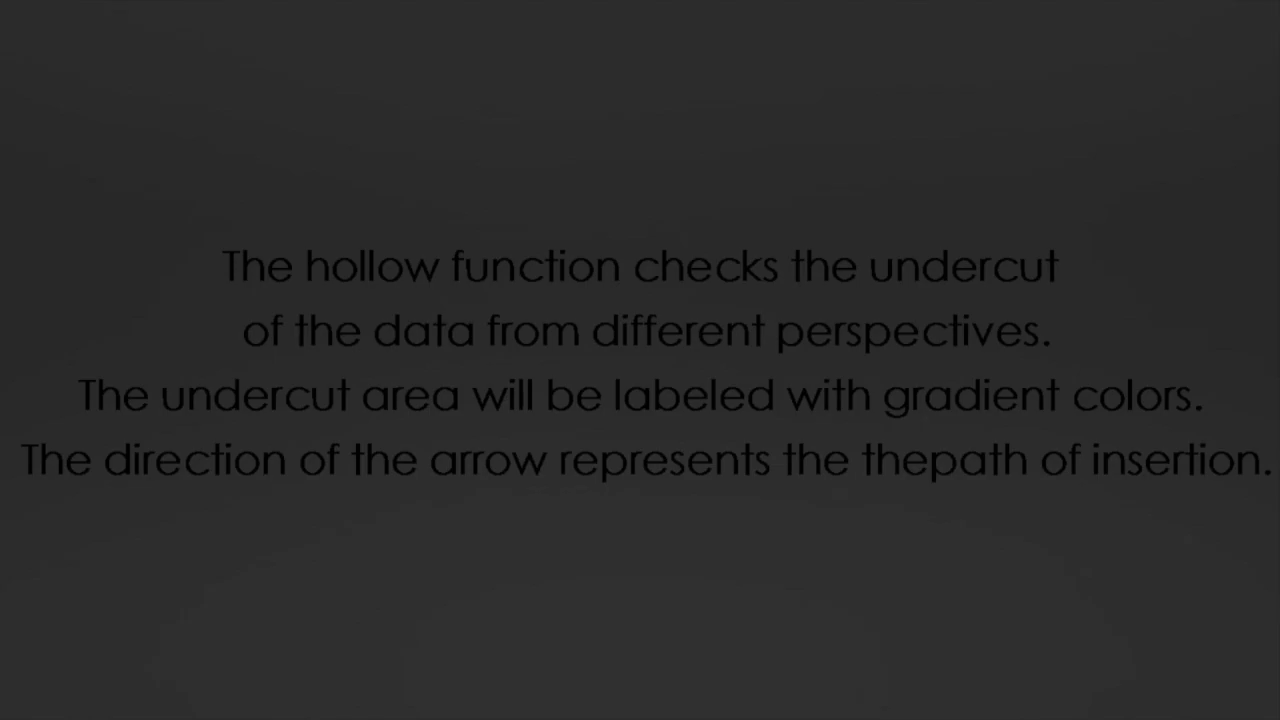 The hollow function checks the undercut
of the data from different perspectives.
The undercut area will be labeled with gradient colors.
The direction of the arrow represents the thepath of insertion.